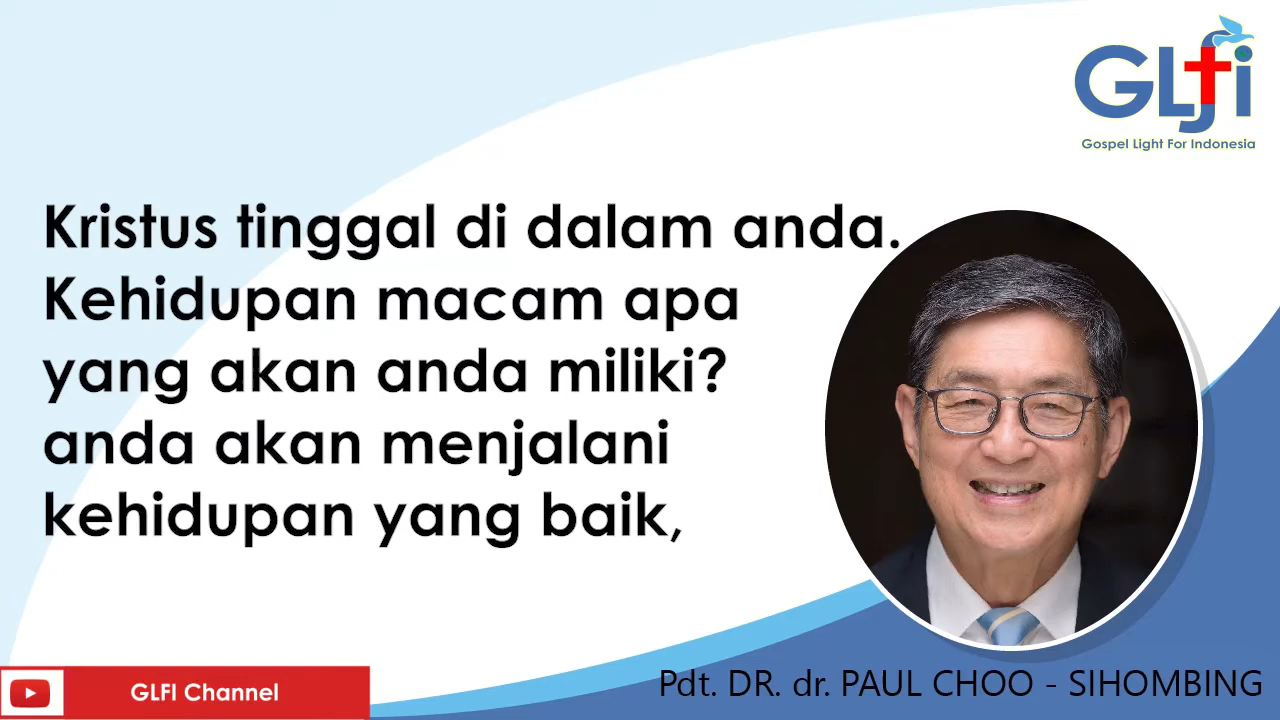 GLfi
Gospel Light For Indonesia
Kristus tinggal di dalam anda.
Kehidupan macam apa
yang akan anda miliki?
anda akan menjalani
kehidupan yang baik,
GLFI Channel
Pdt. DR. dr. PAUL CHOO - SIHOMBING